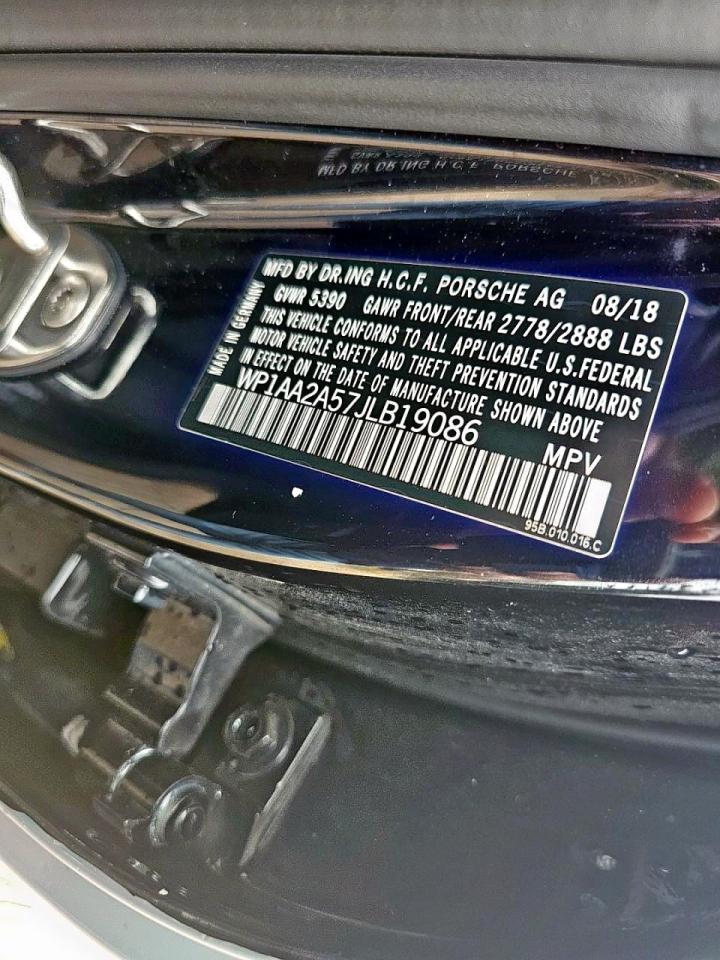 MFD BY DR.ING H.C.F. PORSCHE AG 08/18
MADE IN GERMANY
GVWR 5390 GAWR FRONT/REAR 2778/2888 LBS
THIS VEHICLE CONFORMS TO ALL APPLICABLE U.S.FEDERAL
MOTOR VEHICLE SAFETY AND THEFT PREVENTION STANDARDS
IN EFFECT ON THE DATE OF MANUFACTURE SHOWN ABOVE
WP1AA2A57JLB19086 MPV
95B.010.016.C